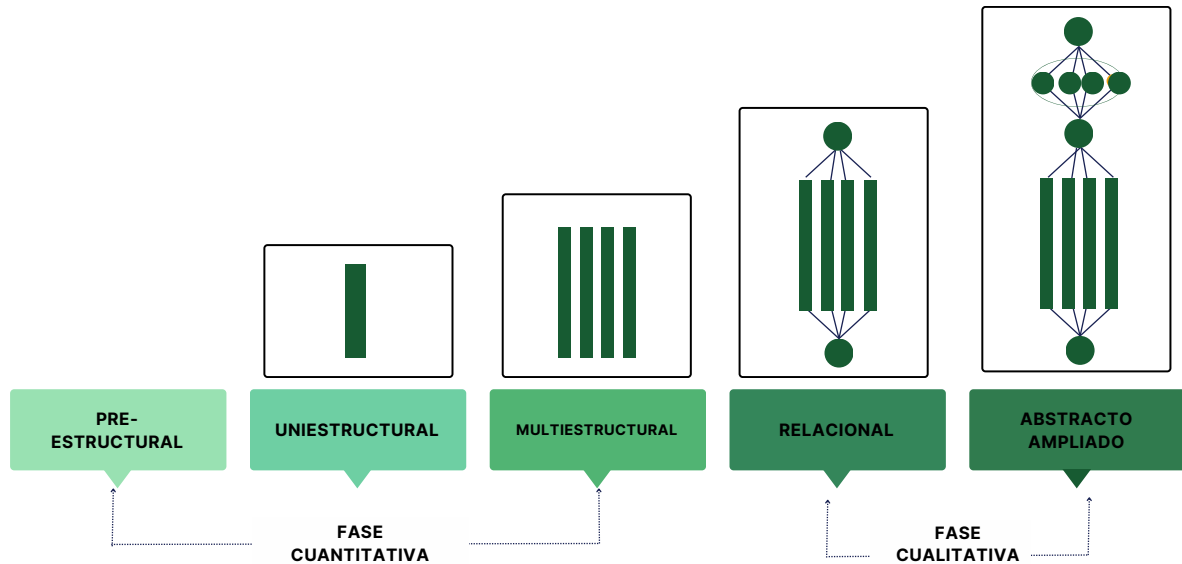 PRE-
ESTRUCTURAL
UNIESTRUCTURAL
MULTIESTRUCTURAL
RELACIONAL
ABSTRACTO
AMPLIADO
FASE
CUANTITATIVA
FASE
CUALITATIVA